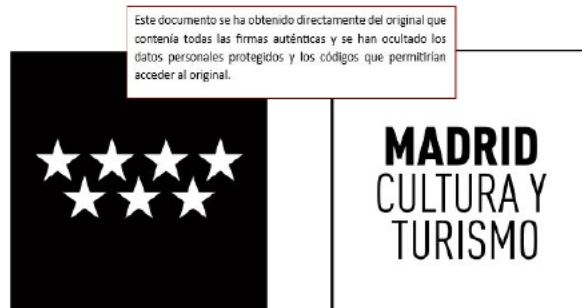 Este documento se ha obtenido directamente del original que
contenía todas las firmas auténticas y se han ocultado los
datos personales protegidos y los códigos que permitirían
acceder al original.
MADRID
CULTURA Y
TURISMO